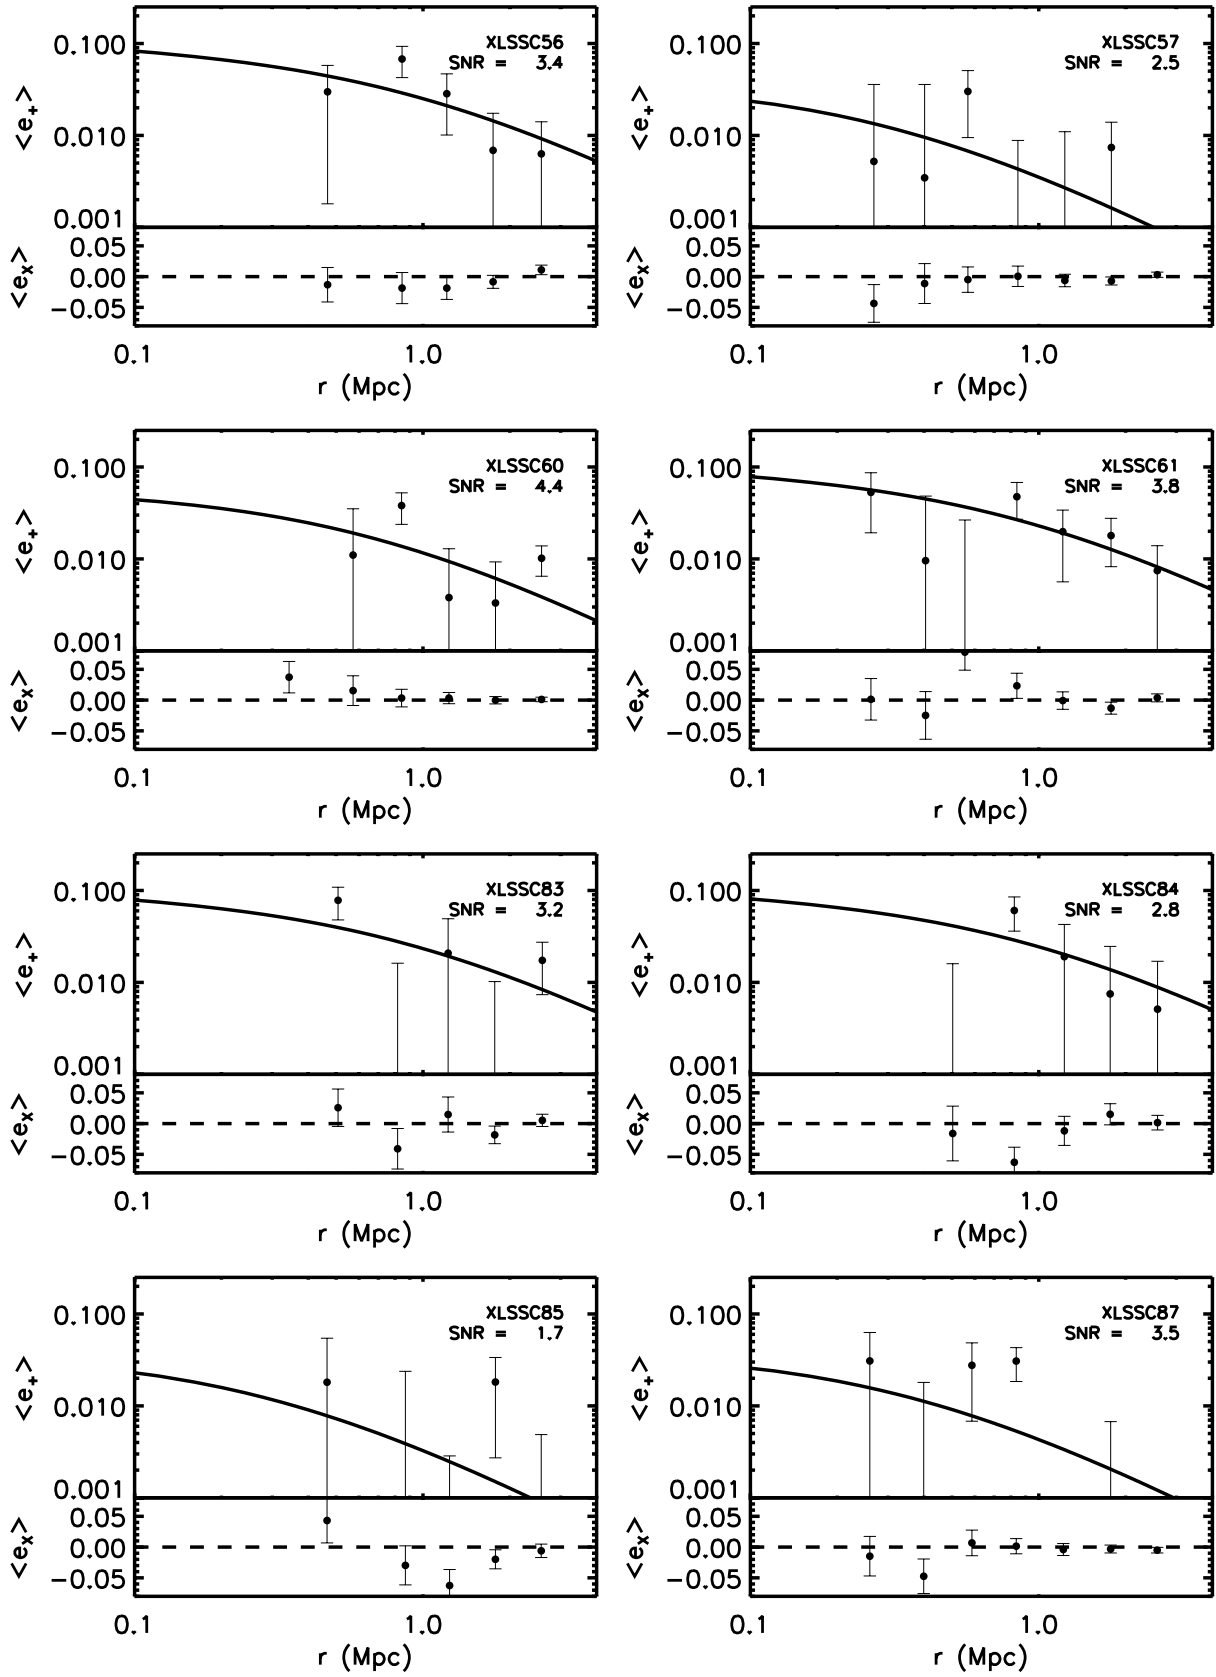 XLSSC56
SNR = 3.4
0.100
0.010
0.001
<e+>
0.05
0.00
−0.05
<ex>
0.1 1.0
r (Mpc)
XLSSC57
SNR = 2.5
0.100
0.010
0.001
<e+>
0.05
0.00
−0.05
<ex>
0.1 1.0
r (Mpc)
XLSSC60
SNR = 4.4
0.100
0.010
0.001
<e+>
0.05
0.00
−0.05
<ex>
0.1 1.0
r (Mpc)
XLSSC61
SNR = 3.8
0.100
0.010
0.001
<e+>
0.05
0.00
−0.05
<ex>
0.1 1.0
r (Mpc)
XLSSC83
SNR = 3.2
0.100
0.010
0.001
<e+>
0.05
0.00
−0.05
<ex>
0.1 1.0
r (Mpc)
XLSSC84
SNR = 2.8
0.100
0.010
0.001
<e+>
0.05
0.00
−0.05
<ex>
0.1 1.0
r (Mpc)
XLSSC85
SNR = 1.7
0.100
0.010
0.001
<e+>
0.05
0.00
−0.05
<ex>
0.1 1.0
r (Mpc)
XLSSC87
SNR = 3.5
0.100
0.010
0.001
<e+>
0.05
0.00
−0.05
<ex>
0.1 1.0
r (Mpc)